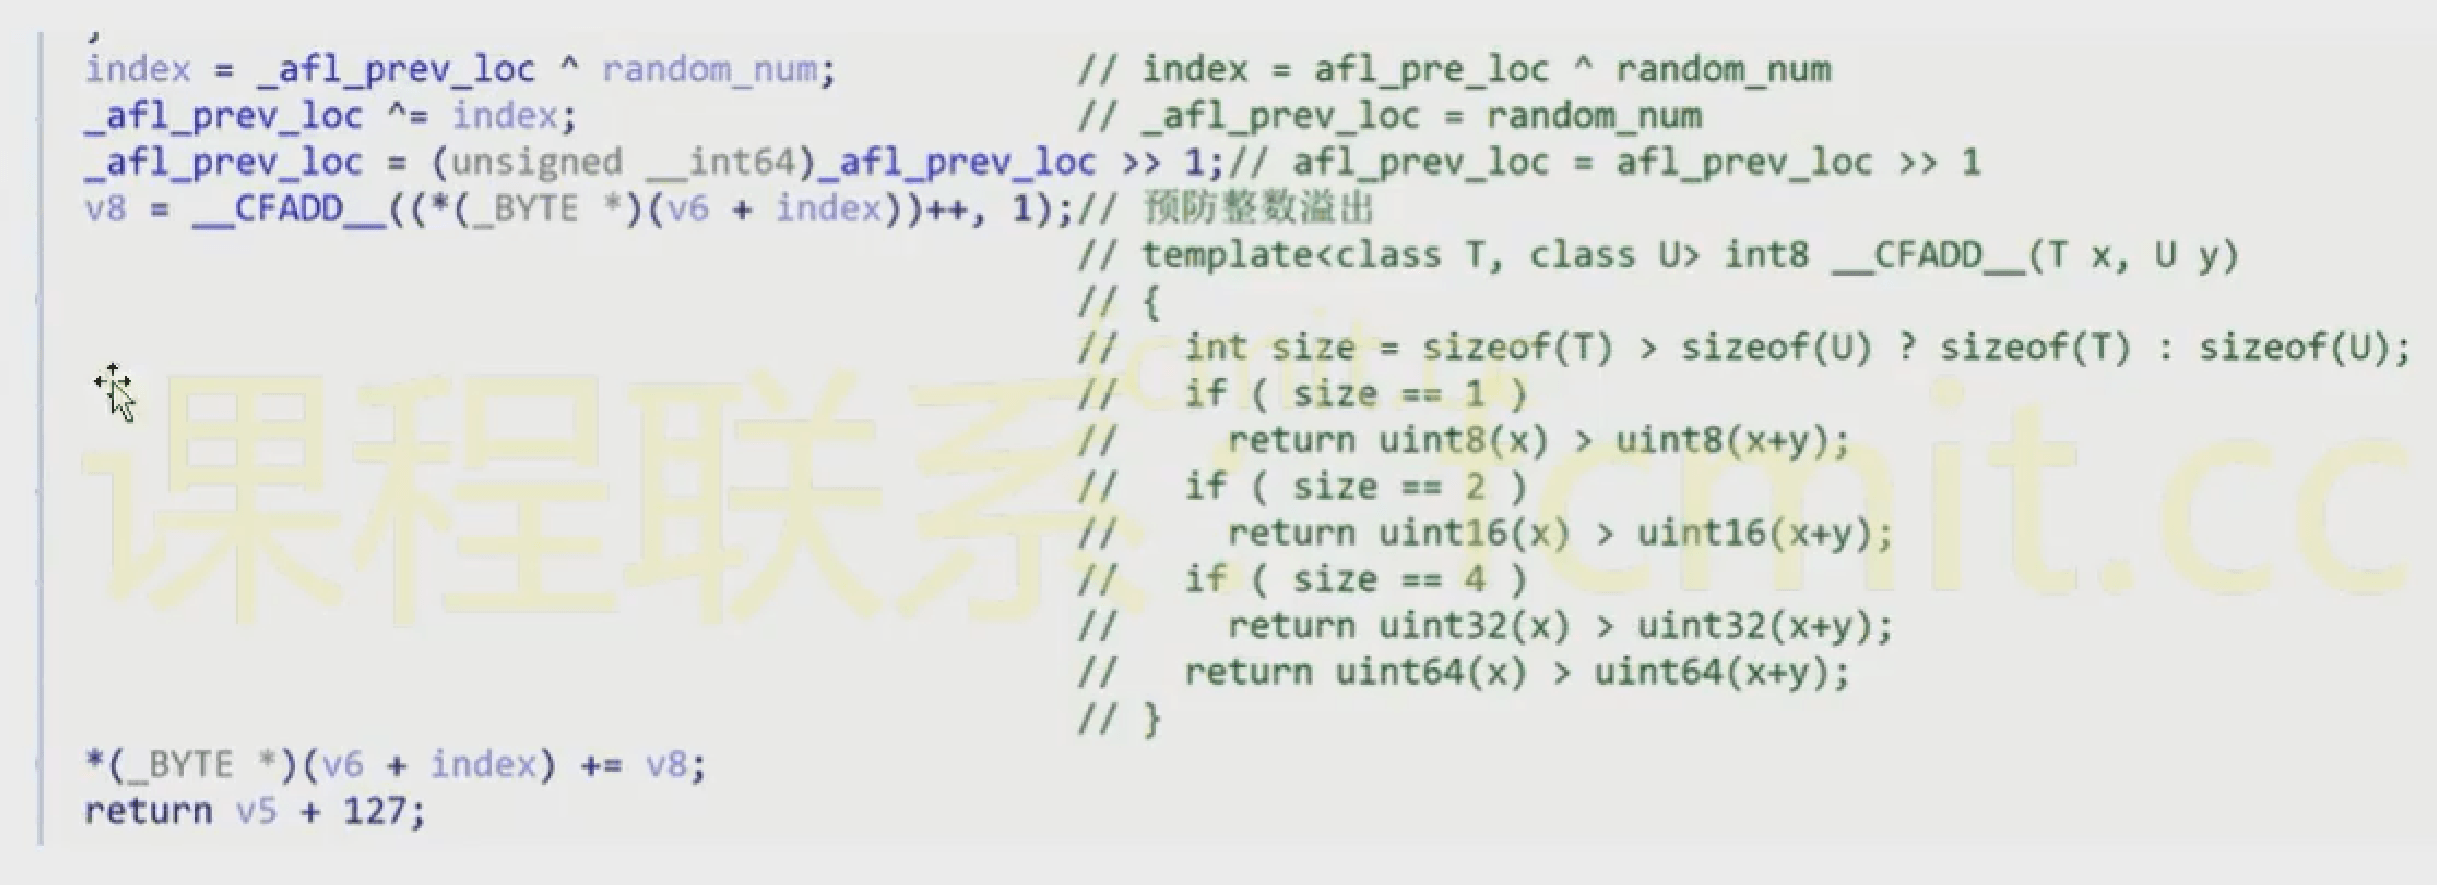 index = _afl_prev_loc ^ random_num; // index = afl_pre_loc ^ random_num
_afl_prev_loc ^= index; // _afl_prev_loc = random_num
_afl_prev_loc = (unsigned __int64)_afl_prev_loc >> 1;// afl_prev_loc = afl_prev_loc >> 1
v8 = __CFADD__((*(_BYTE *)(v6 + index))++, 1);// 预防整数溢出
// template<class T, class U> int8 __CFADD__(T x, U y)
// {
//   int size = sizeof(T) > sizeof(U) ? sizeof(T) : sizeof(U);
//   if ( size == 1 )
//     return uint8(x) > uint8(x+y);
//   if ( size == 2 )
//     return uint16(x) > uint16(x+y);
//   if ( size == 4 )
//     return uint32(x) > uint32(x+y);
//   return uint64(x) > uint64(x+y);
// }
*(_BYTE *)(v6 + index) += v8;
return v5 + 127;
课程联系：itcmit.cc